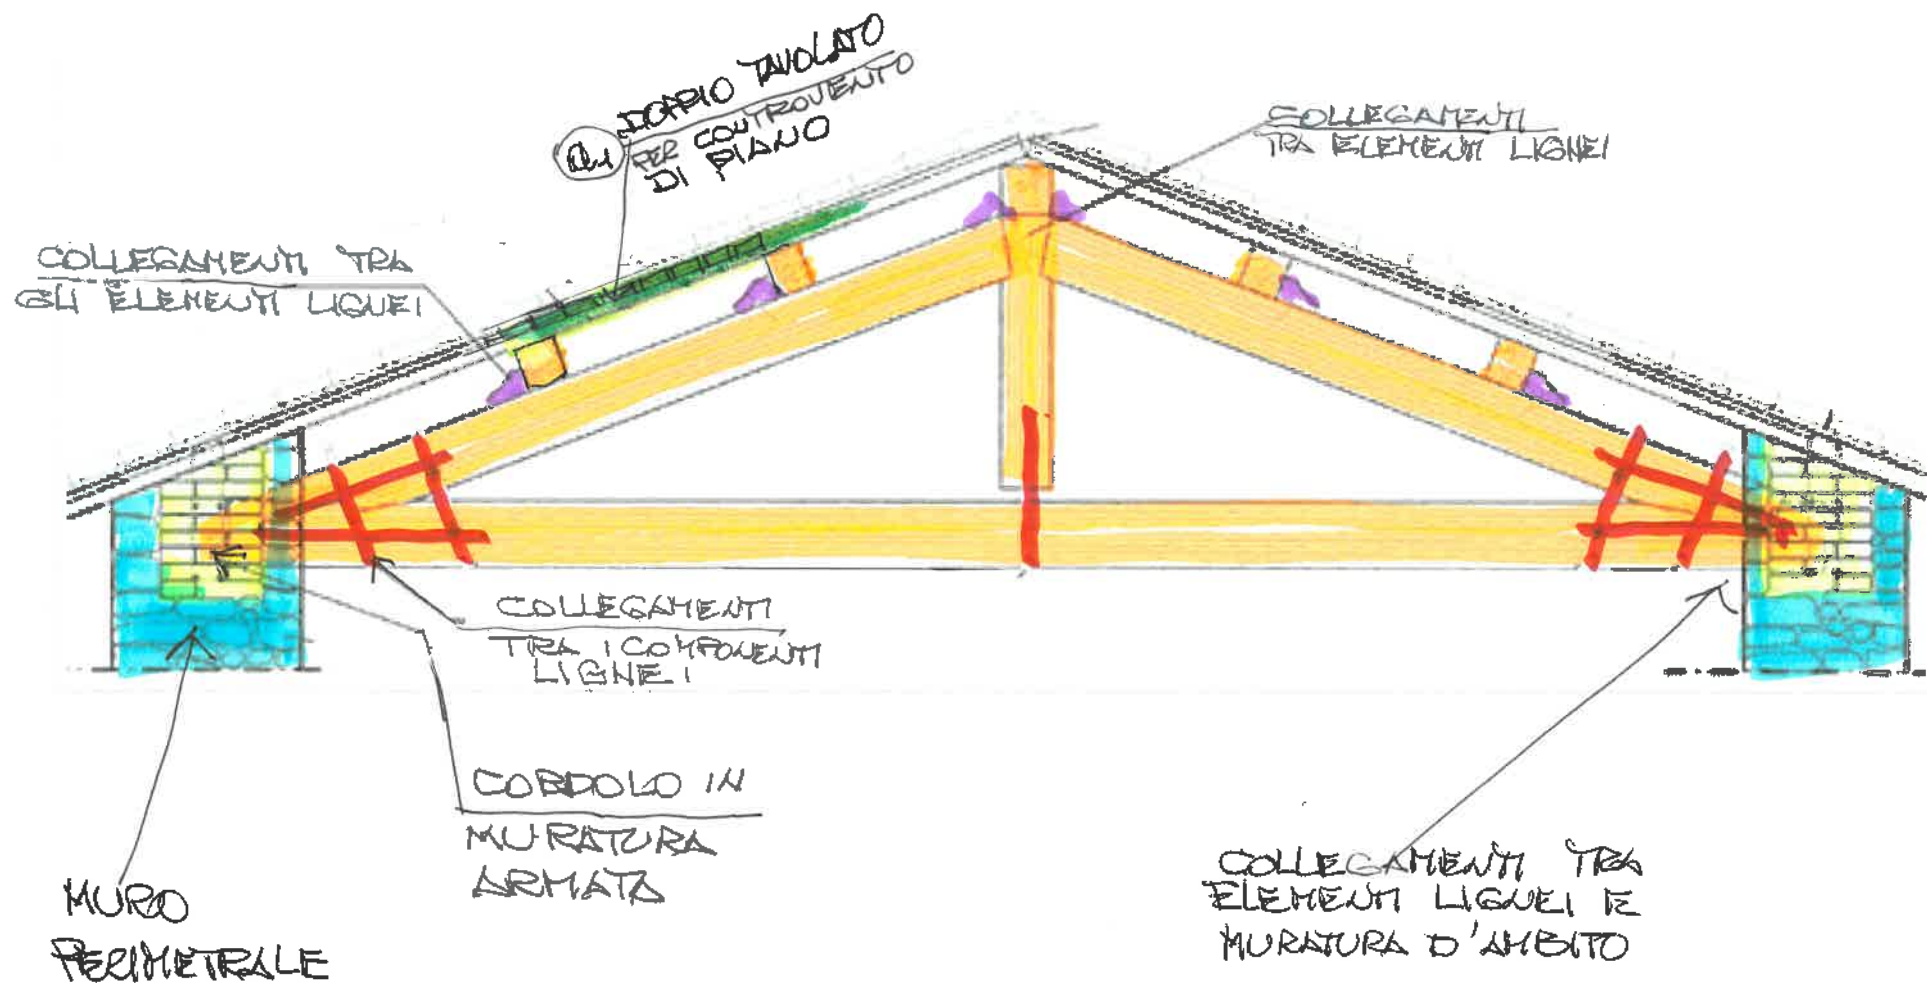 DOPPIO TAVOLATO
PER CONTROVENTO
DI PIANO
COLLEGAMENTI
TRA ELEMENTI LIGNEI
COLLEGAMENTI TRA
GLI ELEMENTI LIGNEI
COLLEGAMENTI
TRA I COMPONENTI
LIGNEI
CORDOLO IN
MURATURA
ARMATA
MURO
PERIMETRALE
COLLEGAMENTI TRA
ELEMENTI LIGNEI E
MURATURA D'AMBITO